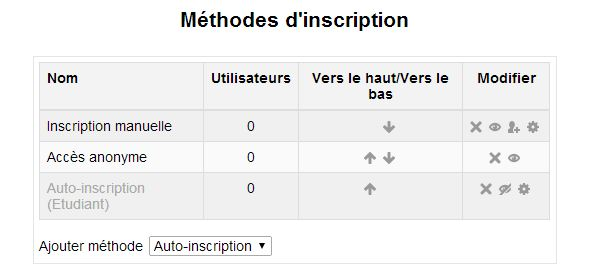 Méthodes d'inscription
Nom Utilisateurs Vers le haut/Vers le bas Modifier
Inscription manuelle 0
Accès anonyme 0
Auto-inscription (Etudiant) 0
Ajouter méthode Auto-inscription